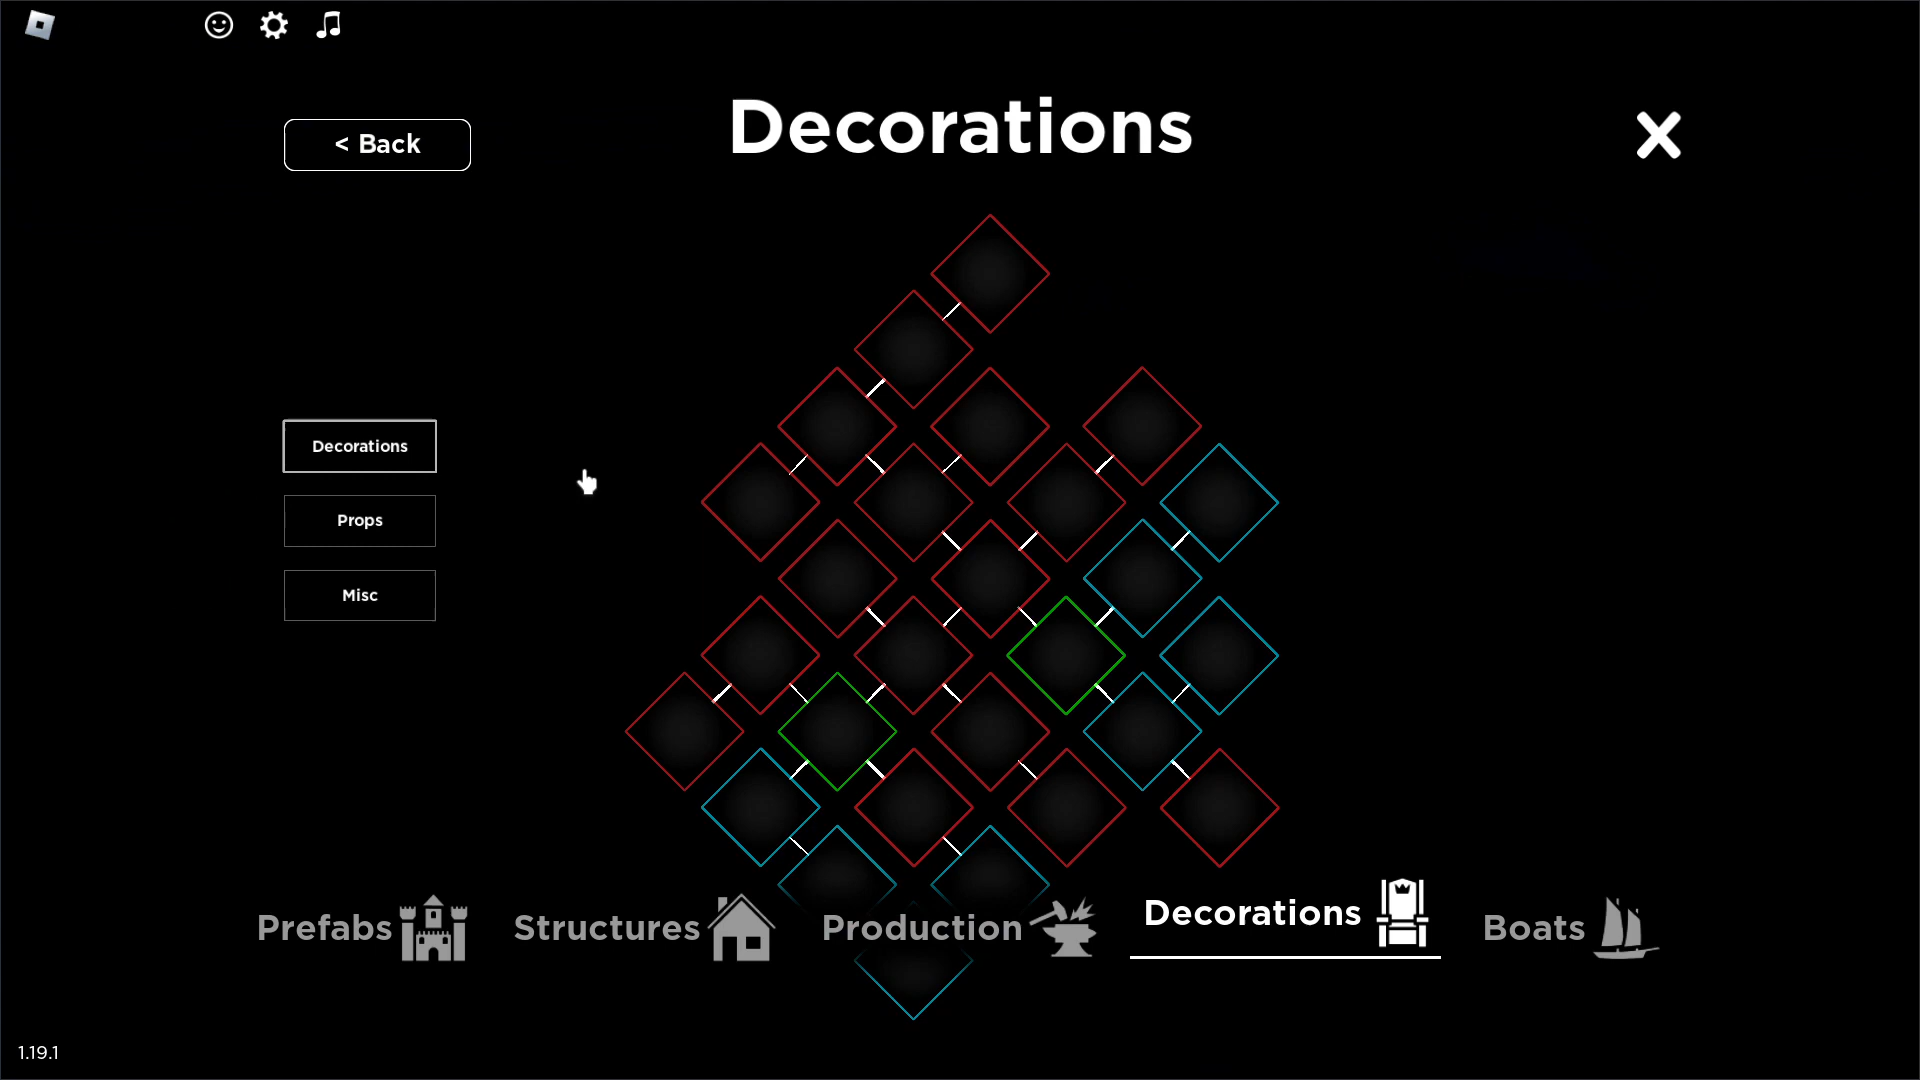 Decorations
< Back
Decorations
Props
Misc
Prefabs
Structures
Production
Decorations
Boats
1.19.1